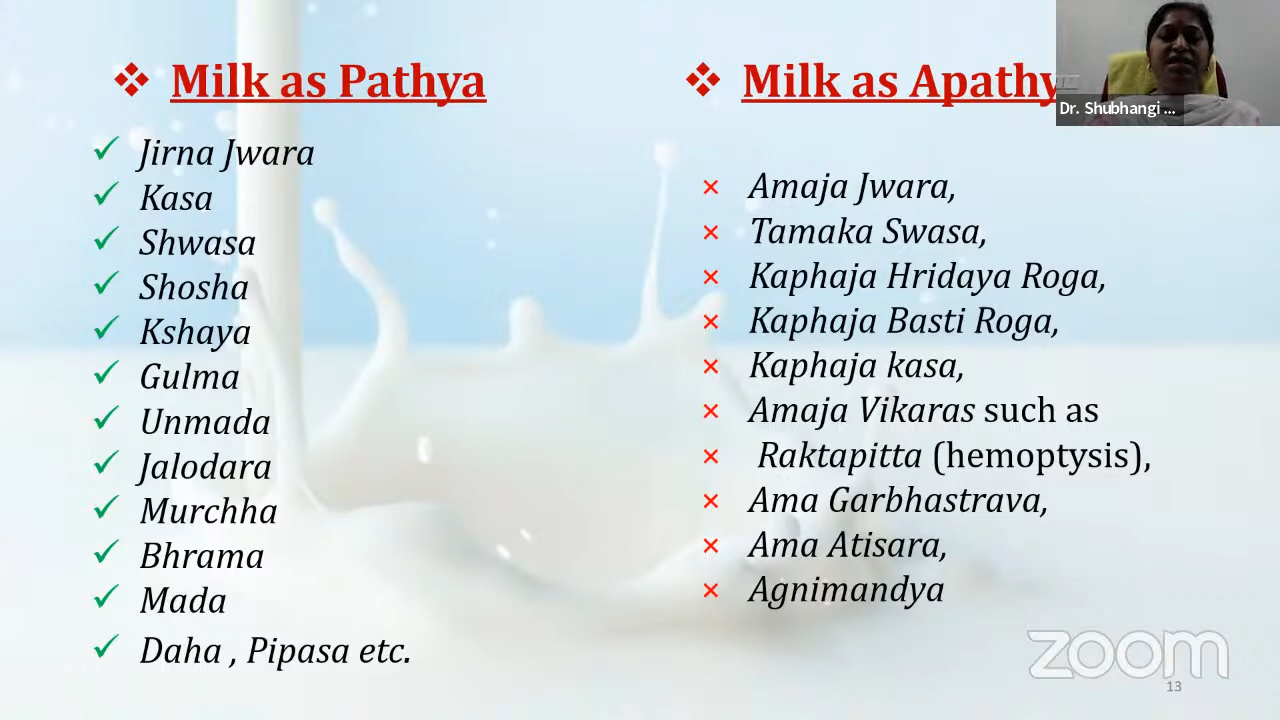 ❖ Milk as Pathya
✓ Jirna Jwara
✓ Kasa
✓ Shwasa
✓ Shosha
✓ Kshaya
✓ Gulma
✓ Unmada
✓ Jalodara
✓ Murchha
✓ Bhrama
✓ Mada
✓ Daha , Pipasa etc.
❖ Milk as Apathy
× Amaja Jwara,
× Tamaka Swasa,
× Kaphaja Hridaya Roga,
× Kaphaja Basti Roga,
× Kaphaja kasa,
× Amaja Vikaras such as
× Raktapitta (hemoptysis),
× Ama Garbhastrava,
× Ama Atisara,
× Agnimandya
Dr. Shubhangi ...
zoom
13